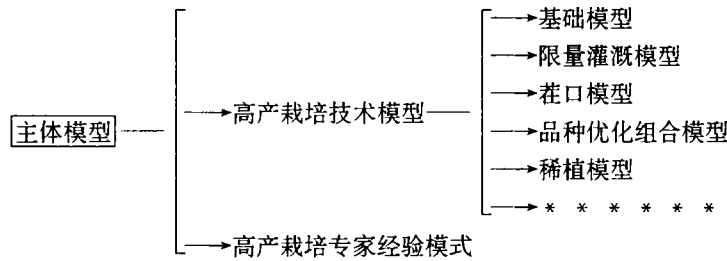 主体模型
高产栽培技术模型
基础模型
限量灌溉模型
茬口模型
品种优化组合模型
稀植模型
* * * * * *
高产栽培专家经验模式